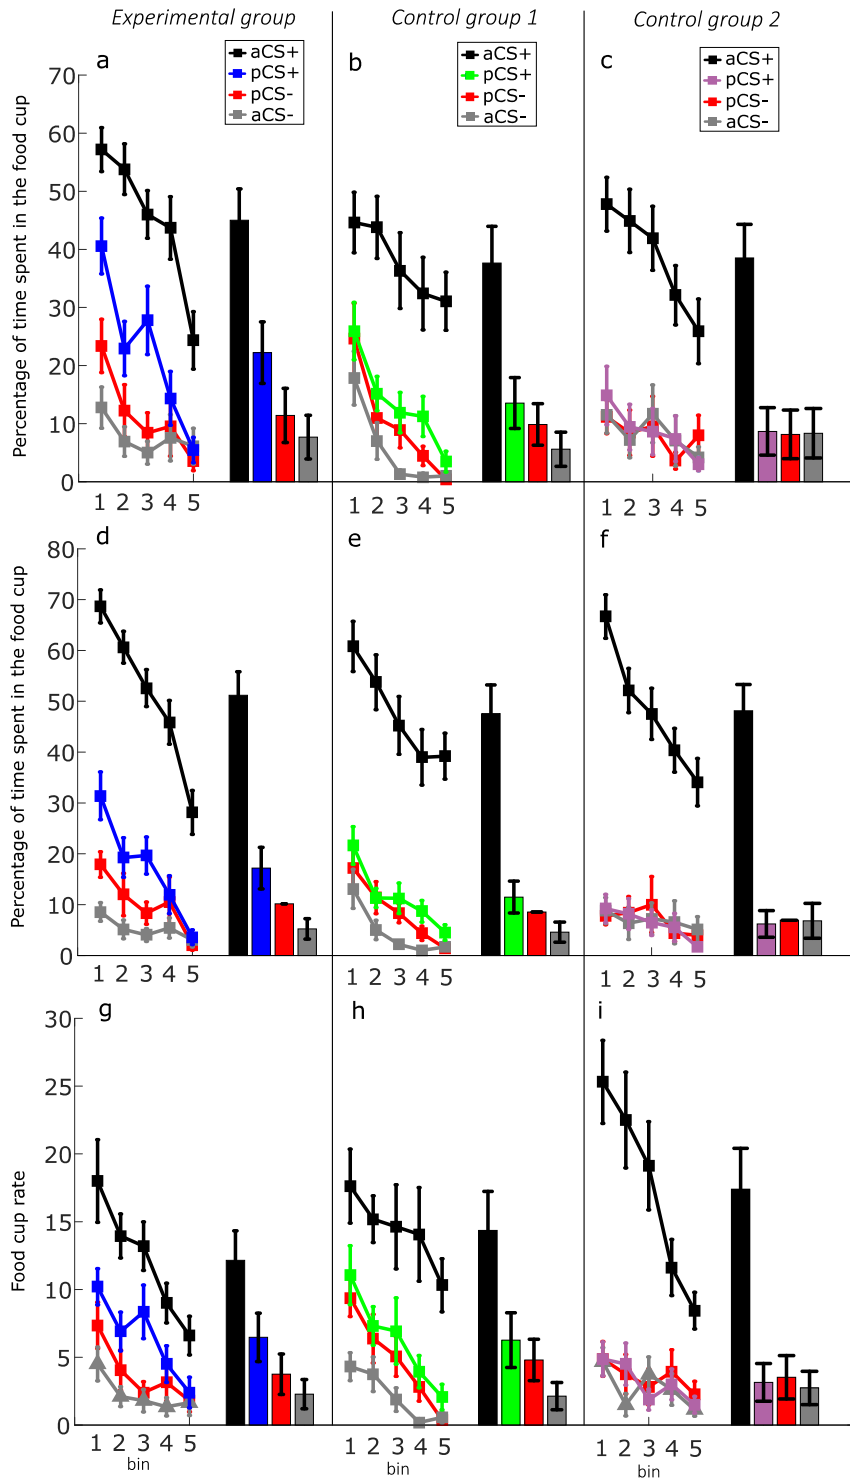 Experimental group
Control group 1
Control group 2
a
aCS+
pCS+
pCS-
aCS-
b
aCS+
pCS+
pCS-
aCS-
c
aCS+
pCS+
pCS-
aCS-
Percentage of time spent in the food cup
70
60
50
40
30
20
10
0
1 2 3 4 5
1 2 3 4 5
1 2 3 4 5
d
e
f
Percentage of time spent in the food cup
80
70
60
50
40
30
20
10
0
1 2 3 4 5
1 2 3 4 5
1 2 3 4 5
g
h
i
Food cup rate
30
25
20
15
10
5
0
1 2 3 4 5
bin
1 2 3 4 5
bin
1 2 3 4 5
bin